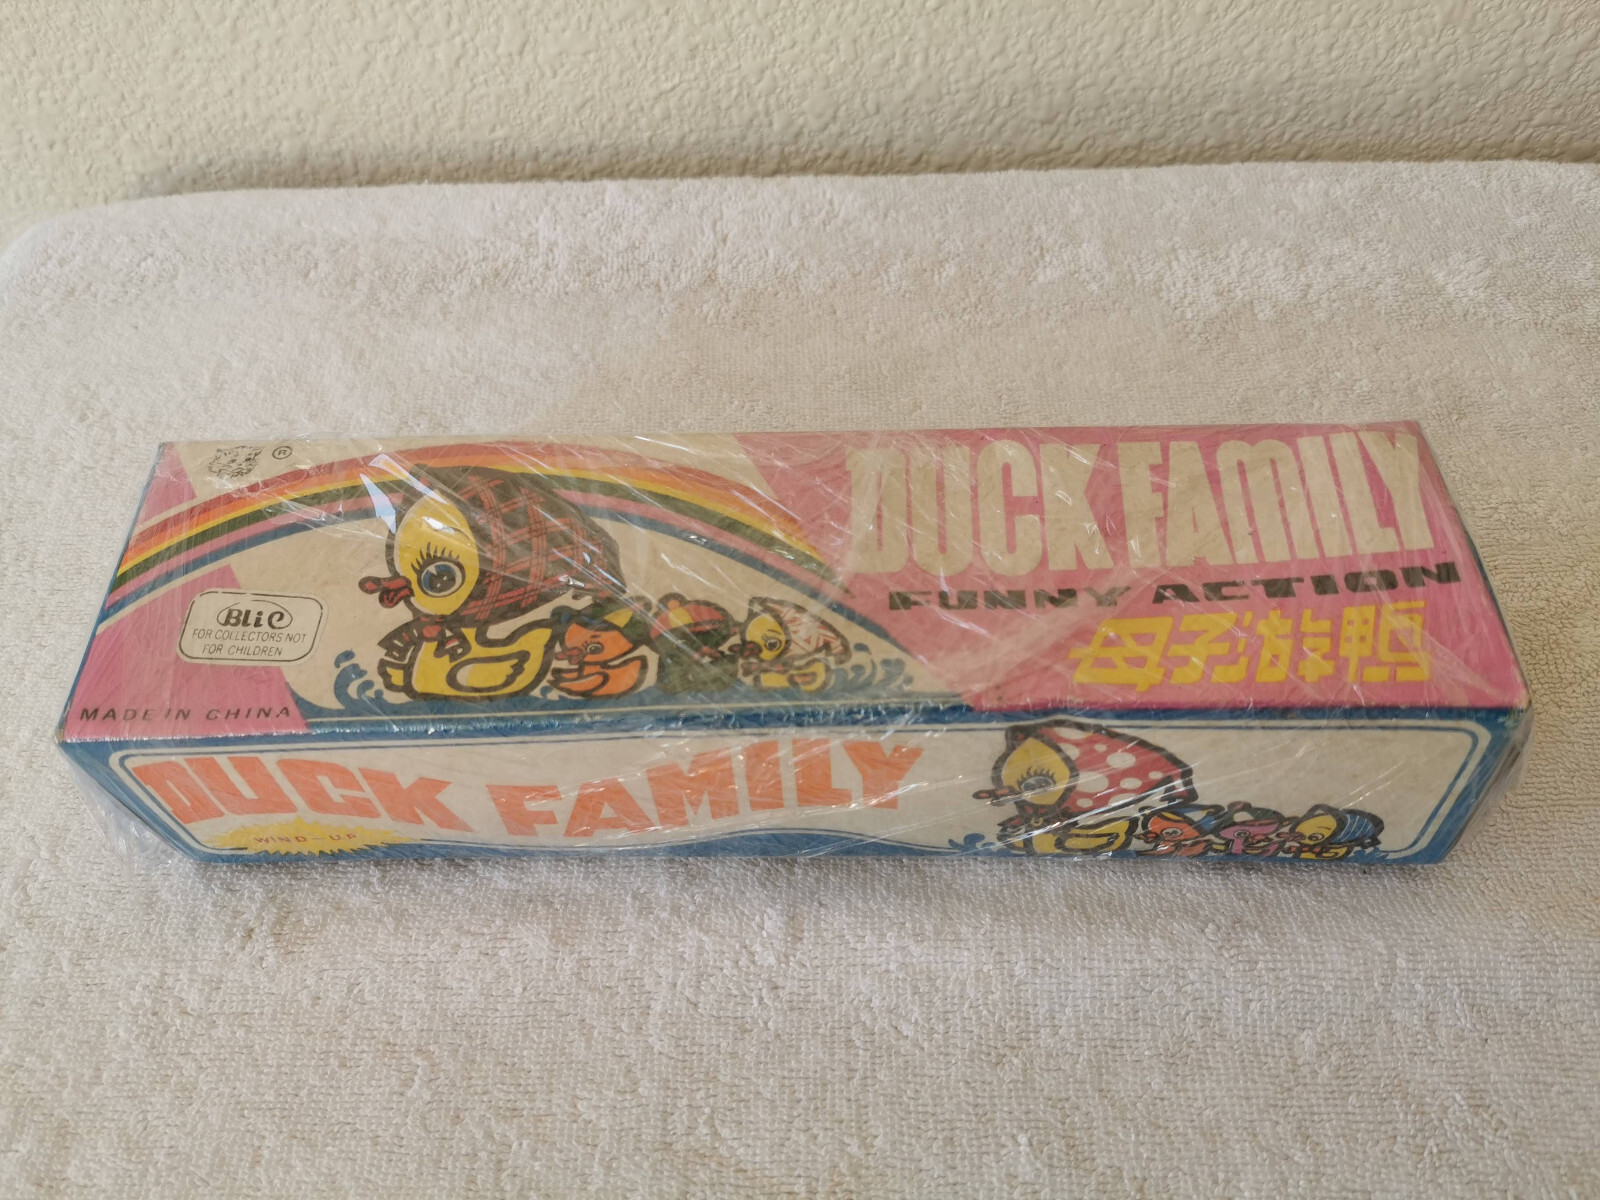 ®
DUCK FAMILY
FUNNY ACTION
母子游鸭
BLiC
FOR COLLECTORS NOT
FOR CHILDREN
MADE IN CHINA
DUCK FAMILY
WIND-UP